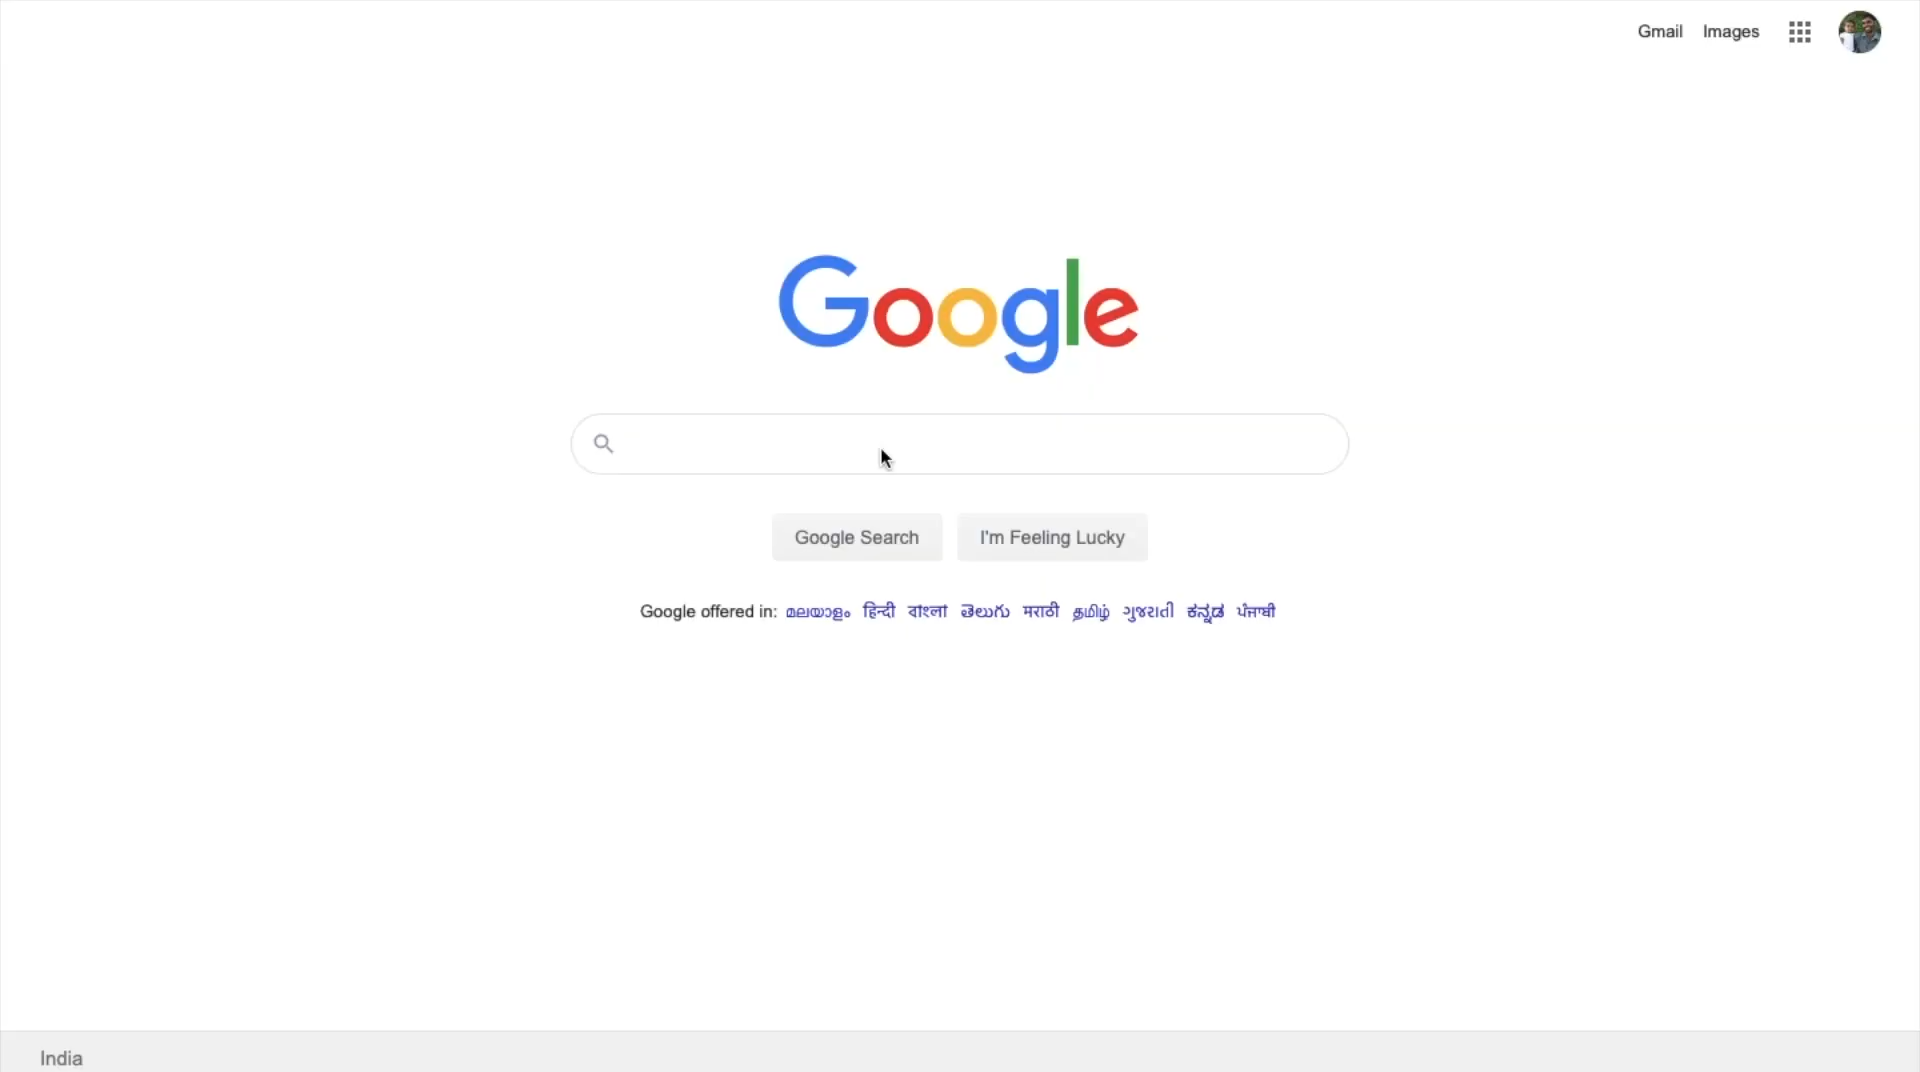 Gmail Images
Google
Google Search I'm Feeling Lucky
Google offered in: മലയാളം हिन्दी বাংলা తెలుగు मराठी தமிழ் ગુજરાતી ಕನ್ನಡ ਪੰਜਾਬੀ
India